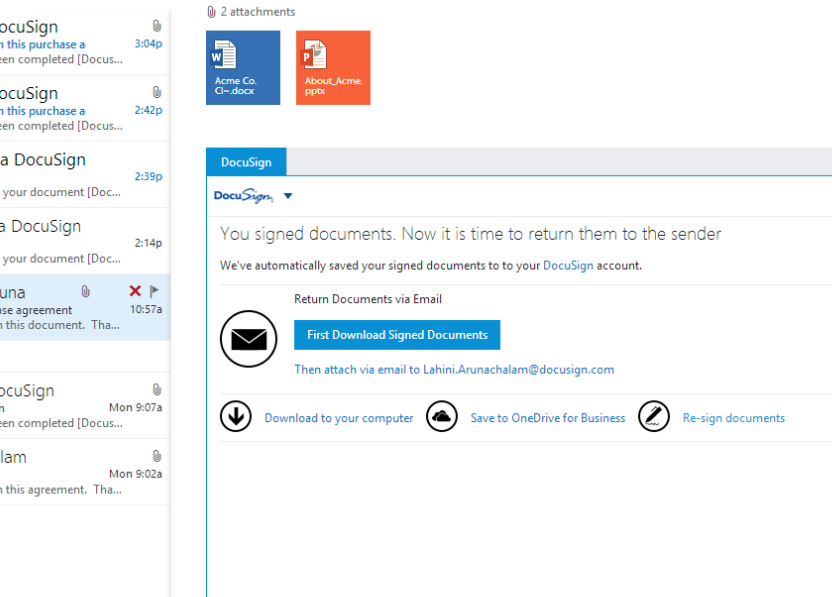 ocuSign
n this purchase a 3:04p
een completed [Docus...
ocuSign
n this purchase a 2:42p
een completed [Docus...
a DocuSign
2:39p
your document [Doc...
a DocuSign
2:14p
your document [Doc...
una
ase agreement 10:57a
n this document. Tha...
ocuSign
n Mon 9:07a
een completed [Docus...
lam
Mon 9:02a
n this agreement. Tha...
2 attachments
Acme Co.
Cl~.docx
About_Acme.
pptx
DocuSign
DocuSign
You signed documents. Now it is time to return them to the sender
We've automatically saved your signed documents to to your DocuSign account.
Return Documents via Email
First Download Signed Documents
Then attach via email to Lahini.Arunachalam@docusign.com
Download to your computer
Save to OneDrive for Business
Re-sign documents